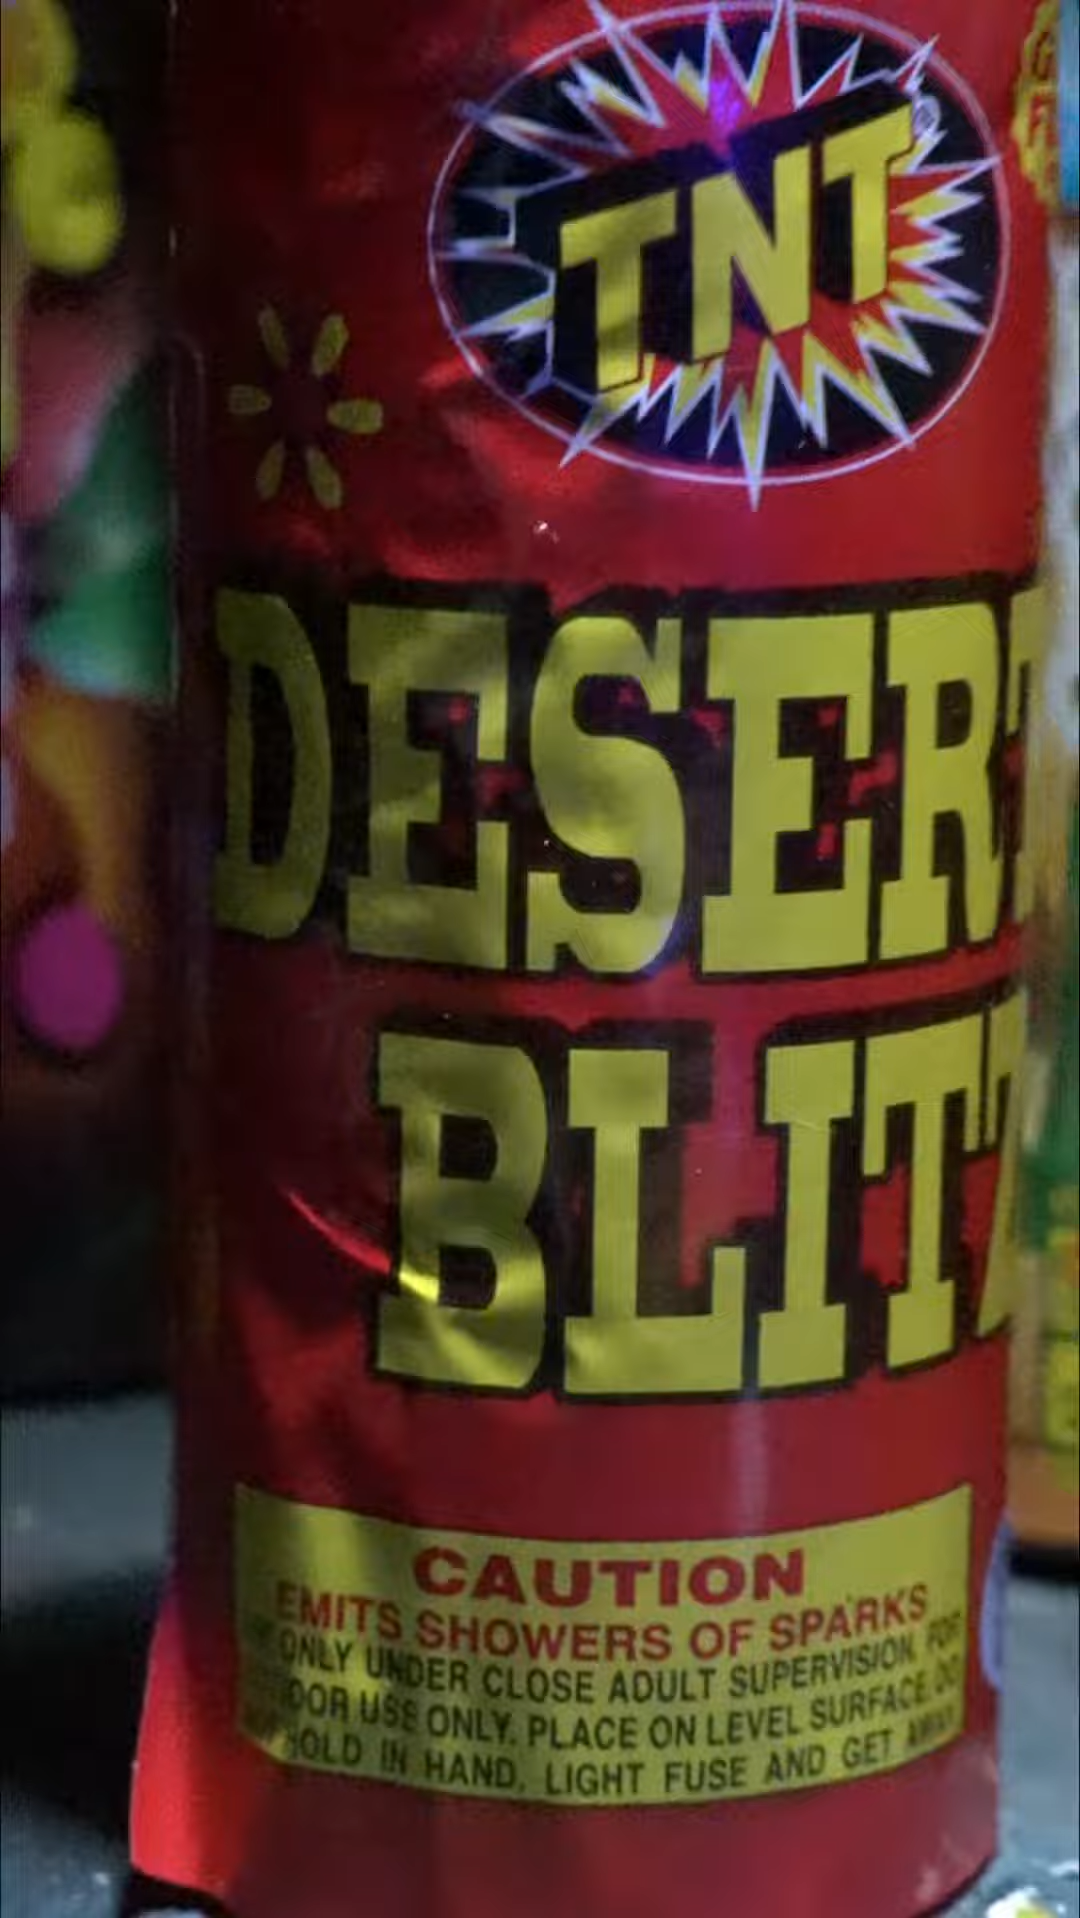 TNT
DESERT
BLITZ
CAUTION
EMITS SHOWERS OF SPARKS
ONLY UNDER CLOSE ADULT SUPERVISION. FOR
DOOR USE ONLY. PLACE ON LEVEL SURFACE. DO
HOLD IN HAND. LIGHT FUSE AND GET AWAY